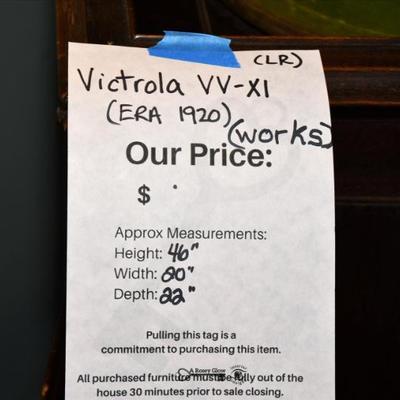 (LR)
Victrola VV-XI
(ERA 1920)
(works)
Our Price:
$
Approx Measurements:
Height: 46"
Width: 20"
Depth: 22"
Pulling this tag is a
commitment to purchasing this item.
A Rosey Glow
All purchased furniture must be fully out of the
house 30 minutes prior to sale closing.